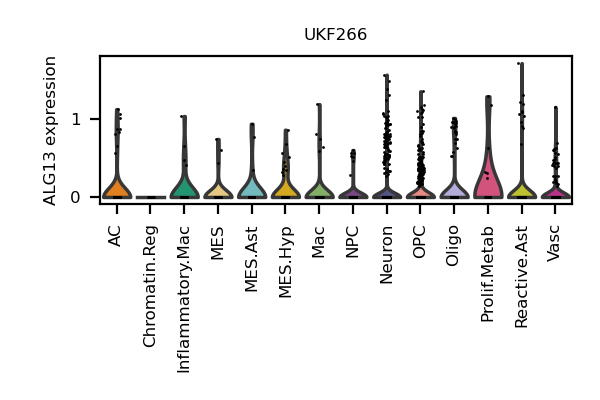 UKF266
ALG13 expression
1
0
AC
Chromatin.Reg
Inflammatory.Mac
MES
MES.Ast
MES.Hyp
Mac
NPC
Neuron
OPC
Oligo
Prolif.Metab
Reactive.Ast
Vasc